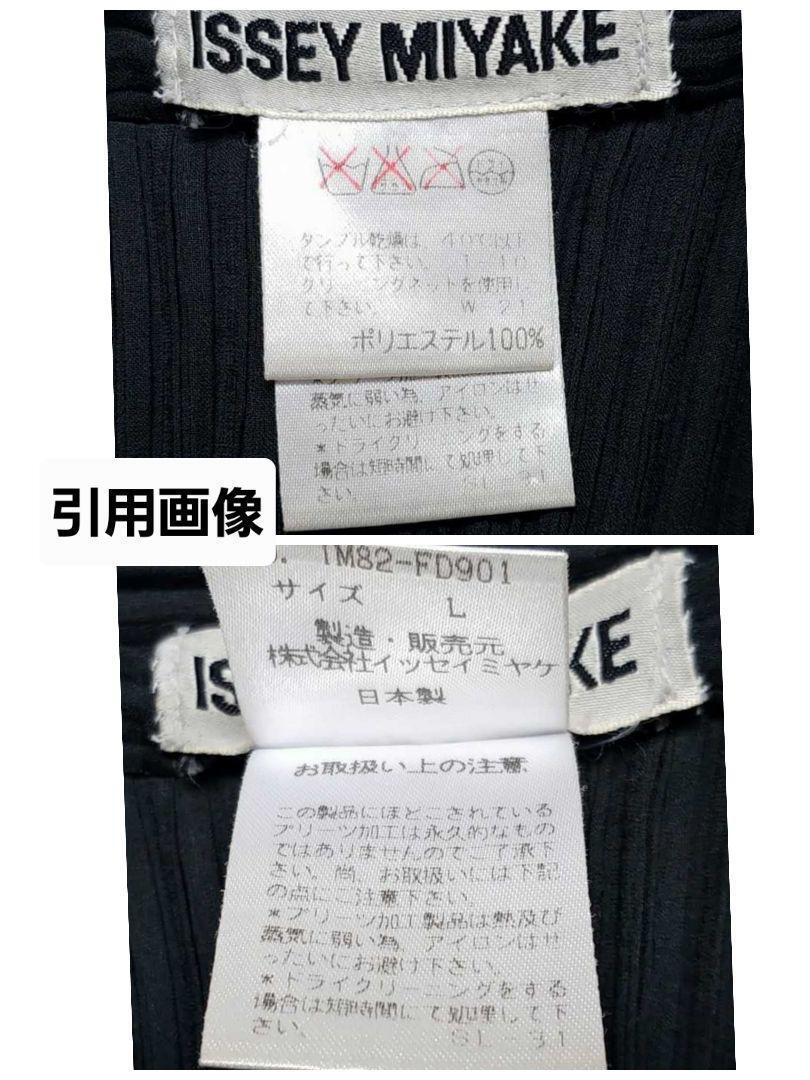 ISSEY MIYAKE
タンブル乾燥は、40℃以下
で行って下さい。 I-10
クリーニングネットを使用し
て下さい。 W 21
ポリエステル100%
蒸気に弱い為、アイロンはぜ
ったいにお避け下さい。
*ドライクリーニングをする
場合は短時間にて処理して下
さい。 SL-31
引用画像
IM82-FD901
サイズ L
製造・販売元
株式会社イッセイミヤケ
日本製
IS KE
お取扱い上の注意
この製品にほどこされている
プリーツ加工は永久的なもの
ではありませんのでご了承下
さい。尚、お取扱いには下記
の点にご注意下さい。
*プリーツ加工製品は熱及び
蒸気に弱い為、アイロンはぜ
ったいにお避け下さい。
*ドライクリーニングをする
場合は短時間にて処理して下
さい。 SL-31